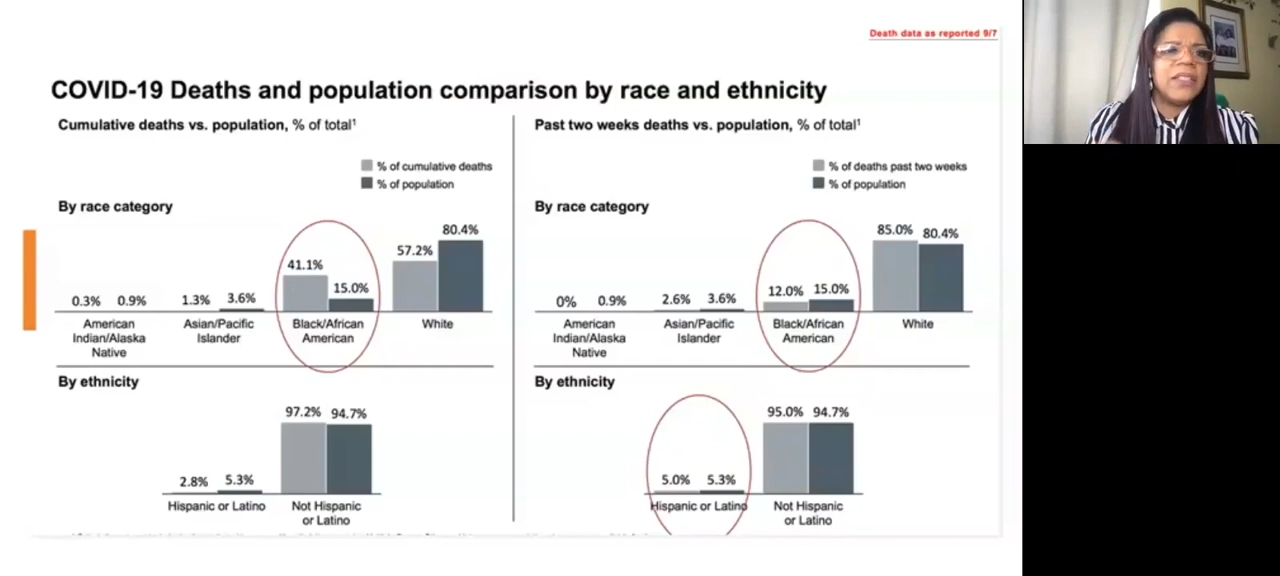 Death data as reported 9/7
COVID-19 Deaths and population comparison by race and ethnicity
Cumulative deaths vs. population, % of total¹
% of cumulative deaths
% of population
By race category
0.3% 0.9%
1.3% 3.6%
41.1% 15.0%
57.2% 80.4%
American
Indian/Alaska
Native
Asian/Pacific
Islander
Black/African
American
White
By ethnicity
2.8% 5.3%
97.2% 94.7%
Hispanic or Latino
Not Hispanic
or Latino
Past two weeks deaths vs. population, % of total¹
% of deaths past two weeks
% of population
By race category
0% 0.9%
2.6% 3.6%
12.0% 15.0%
85.0% 80.4%
American
Indian/Alaska
Native
Asian/Pacific
Islander
Black/African
American
White
By ethnicity
5.0% 5.3%
95.0% 94.7%
Hispanic or Latino
Not Hispanic
or Latino